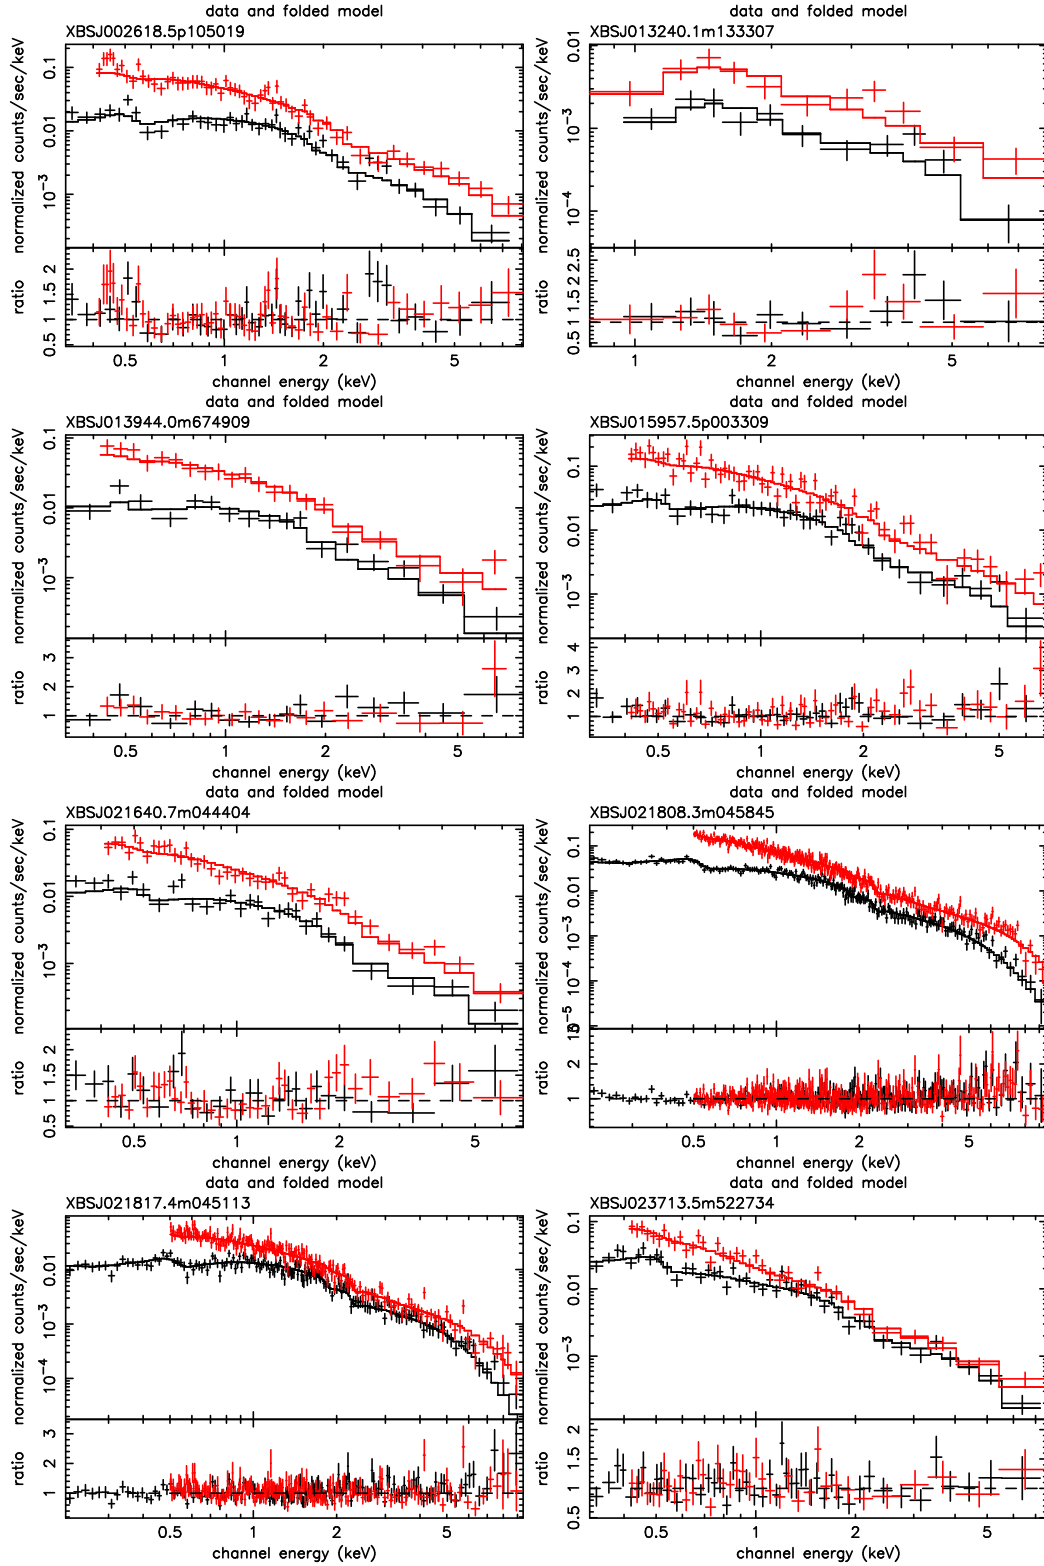 data and folded model
XBSJ002618.5p105019
normalized counts/sec/keV
0.1
0.01
10⁻³
ratio
2
1.5
1
0.5
0.5 1 2 5
channel energy (keV)
data and folded model
XBSJ013240.1m133307
normalized counts/sec/keV
0.01
10⁻³
10⁻⁴
ratio
2.5
2
1.5
1
0.5
1 2 5
channel energy (keV)
data and folded model
XBSJ013944.0m674909
normalized counts/sec/keV
0.1
0.01
10⁻³
ratio
3
2
1
0.5 1 2 5
channel energy (keV)
data and folded model
XBSJ015957.5p003309
normalized counts/sec/keV
0.1
0.01
10⁻³
ratio
4
3
2
1
0.5 1 2 5
channel energy (keV)
data and folded model
XBSJ021640.7m044404
normalized counts/sec/keV
0.1
0.01
10⁻³
ratio
2
1.5
1
0.5
0.5 1 2 5
channel energy (keV)
data and folded model
XBSJ021808.3m045845
normalized counts/sec/keV
0.1
0.01
10⁻³
10⁻⁴
10⁻⁵
ratio
2
1
0.5 1 2 5
channel energy (keV)
data and folded model
XBSJ021817.4m045113
normalized counts/sec/keV
0.01
10⁻³
10⁻⁴
ratio
3
2
1
0.5 1 2 5
channel energy (keV)
data and folded model
XBSJ023713.5m522734
normalized counts/sec/keV
0.1
0.01
10⁻³
ratio
2
1.5
1
0.5
0.5 1 2 5
channel energy (keV)